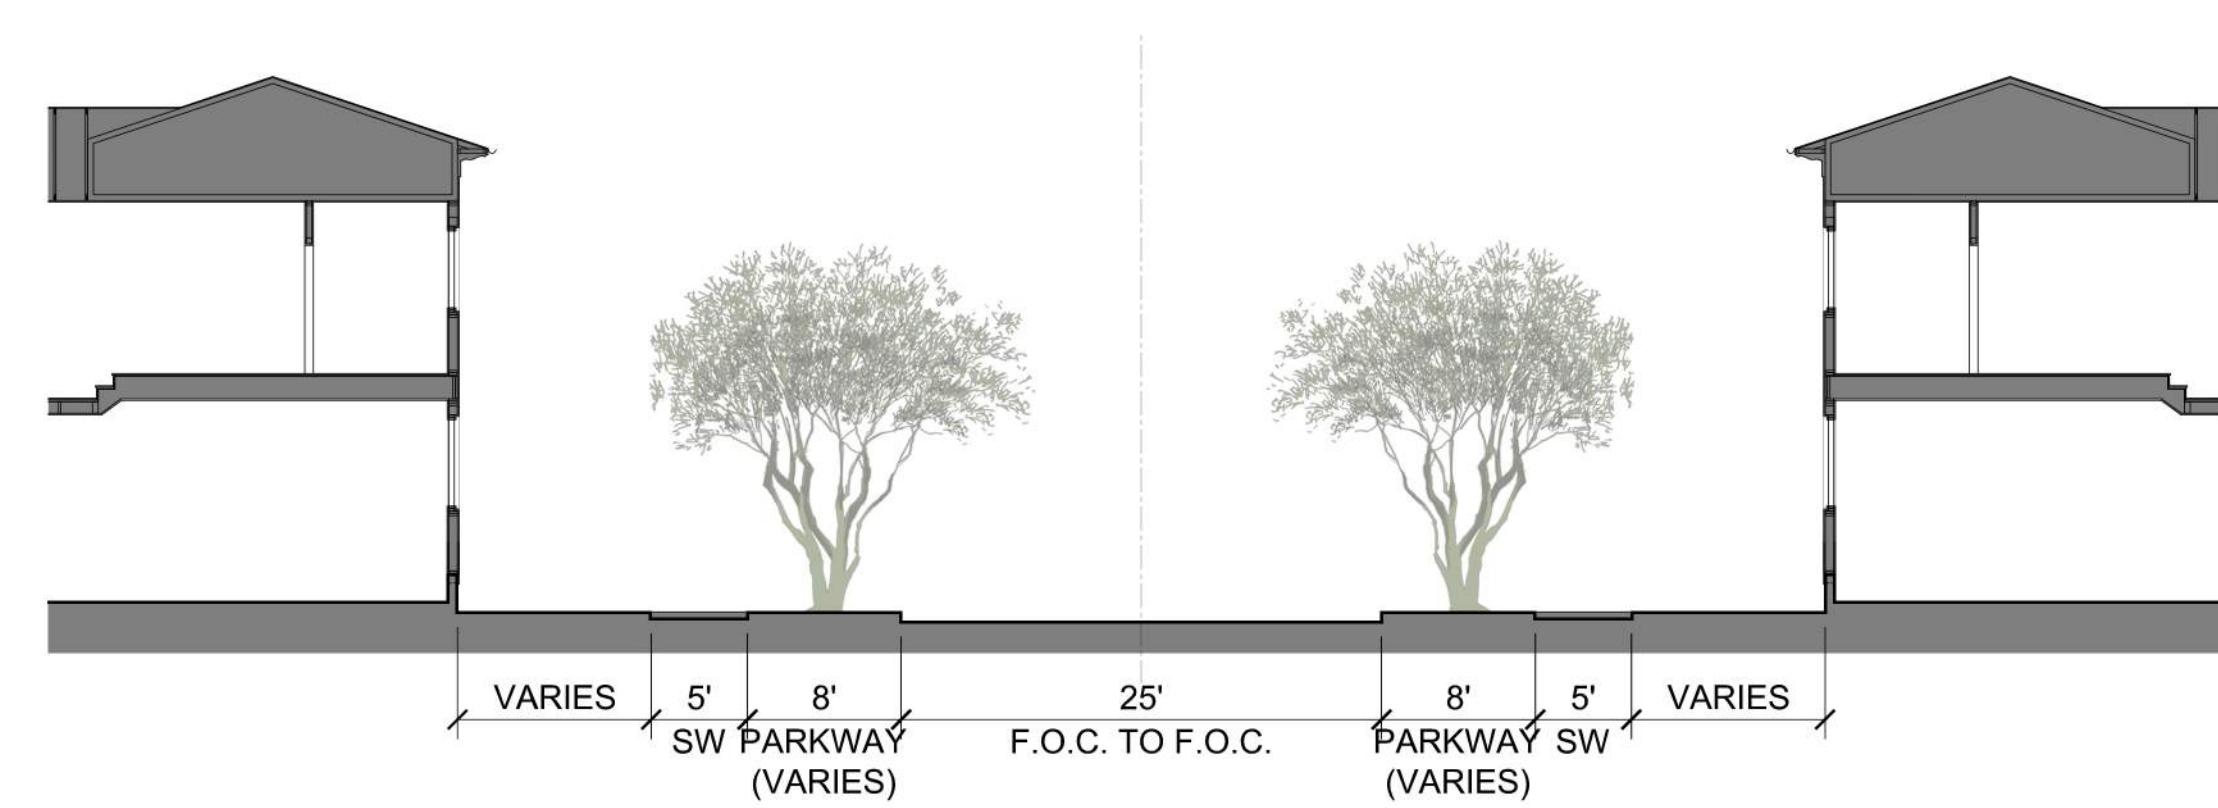 VARIES 5' 8' 25' 8' 5' VARIES
SW PARKWAY F.O.C. TO F.O.C. PARKWAY SW
(VARIES) (VARIES)